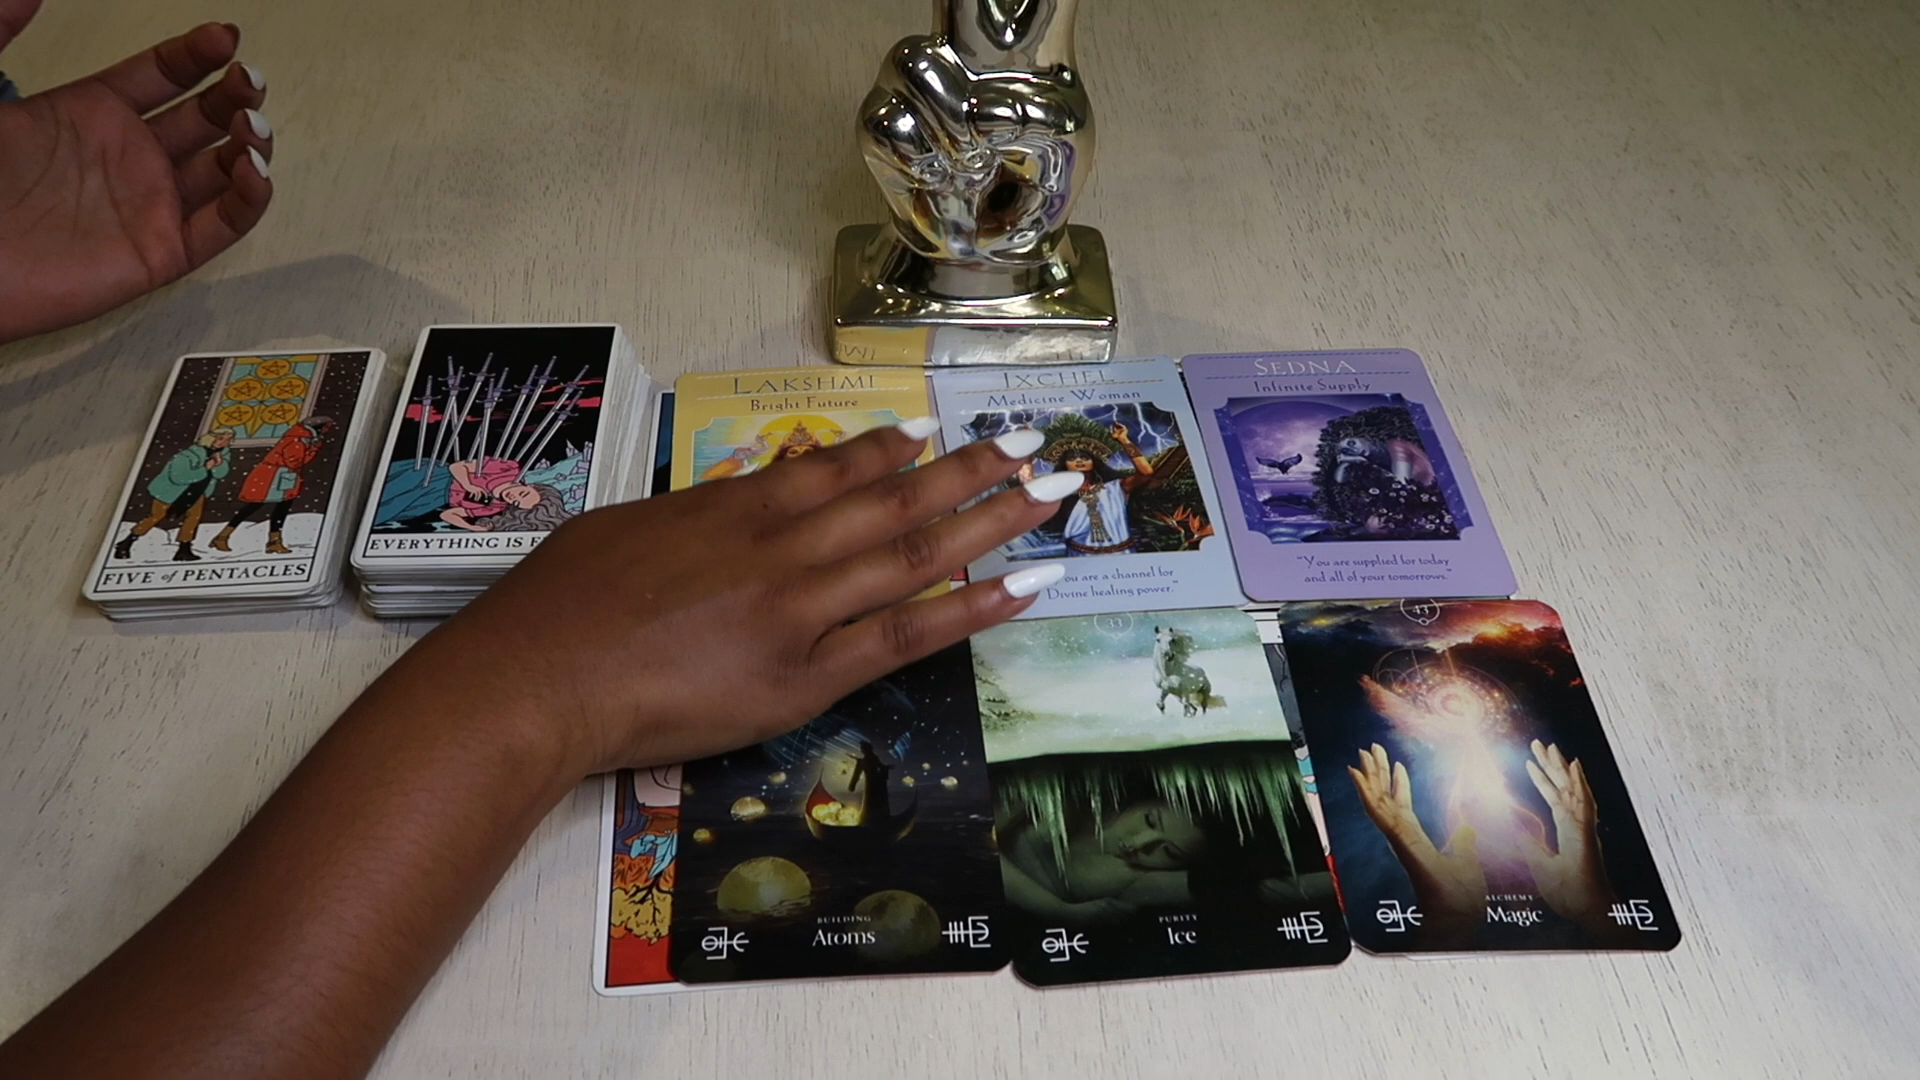 FIVE of PENTACLES
EVERYTHING IS F
LAKSHMI
Bright Future
IXCHEL
Medicine Woman
ou are a channel for
Divine healing power."
SEDNA
Infinite Supply
"You are supplied for today
and all of your tomorrows."
BUILDING
Atoms
33
PURITY
Ice
43
ALCHEMY
Magic